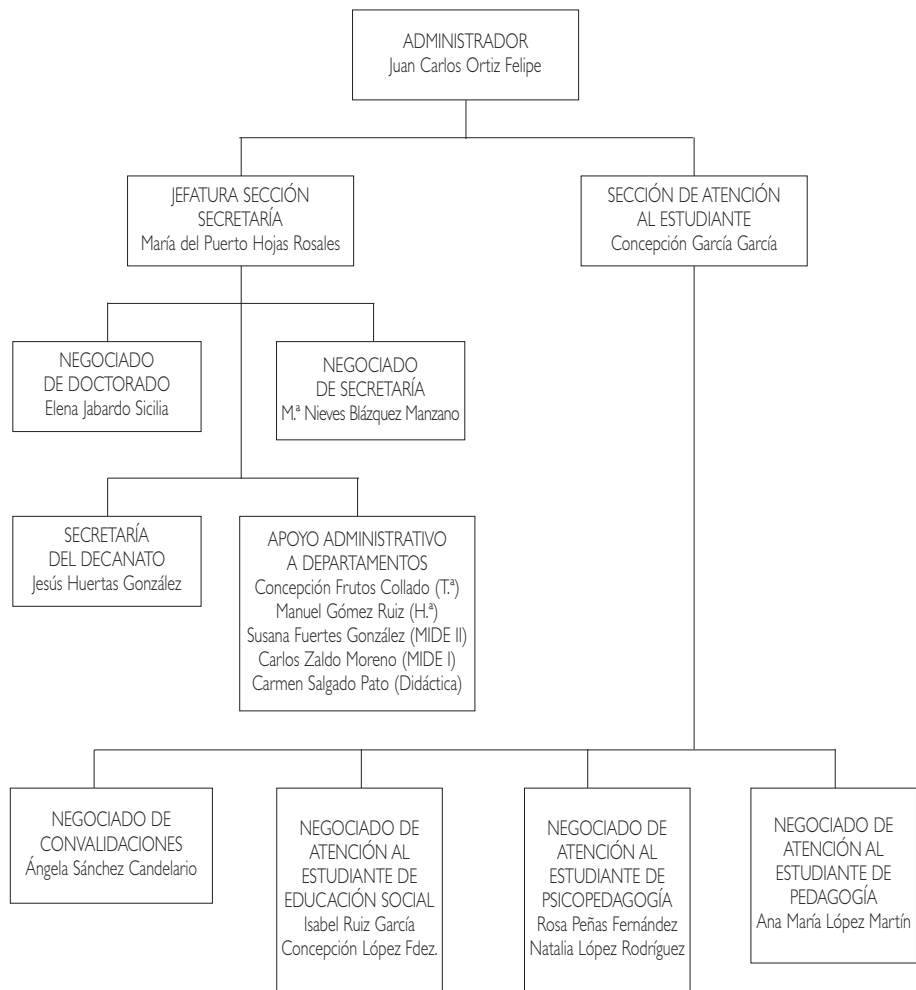 ADMINISTRADOR
Juan Carlos Ortiz Felipe
JEFATURA SECCIÓN
SECRETARÍA
María del Puerto Hojas Rosales
SECCIÓN DE ATENCIÓN
AL ESTUDIANTE
Concepción García García
NEGOCIADO
DE DOCTORADO
Elena Jabardo Sicilia
NEGOCIADO
DE SECRETARÍA
M.ª Nieves Blázquez Manzano
SECRETARÍA
DEL DECANATO
Jesús Huertas González
APOYO ADMINISTRATIVO
A DEPARTAMENTOS
Concepción Frutos Collado (T.ª)
Manuel Gómez Ruiz (H.ª)
Susana Fuertes González (MIDE II)
Carlos Zaldo Moreno (MIDE I)
Carmen Salgado Pato (Didáctica)
NEGOCIADO DE
CONVALIDACIONES
Ángela Sánchez Candelario
NEGOCIADO DE
ATENCIÓN AL
ESTUDIANTE DE
EDUCACIÓN SOCIAL
Isabel Ruiz García
Concepción López Fdez.
NEGOCIADO DE
ATENCIÓN AL
ESTUDIANTE DE
PSICOPEDAGOGÍA
Rosa Peñas Fernández
Natalia López Rodríguez
NEGOCIADO DE
ATENCIÓN AL
ESTUDIANTE DE
PEDAGOGÍA
Ana María López Martín